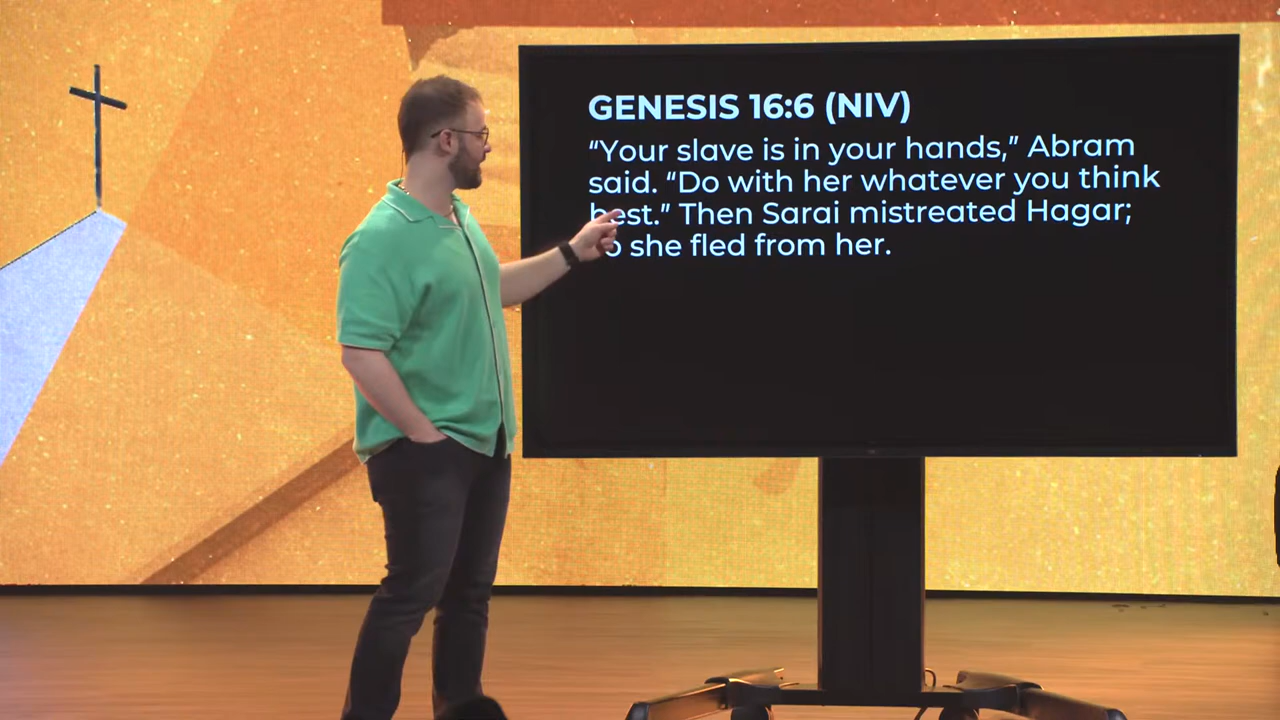 GENESIS 16:6 (NIV)
“Your slave is in your hands,” Abram
said. “Do with her whatever you think
best.” Then Sarai mistreated Hagar;
so she fled from her.